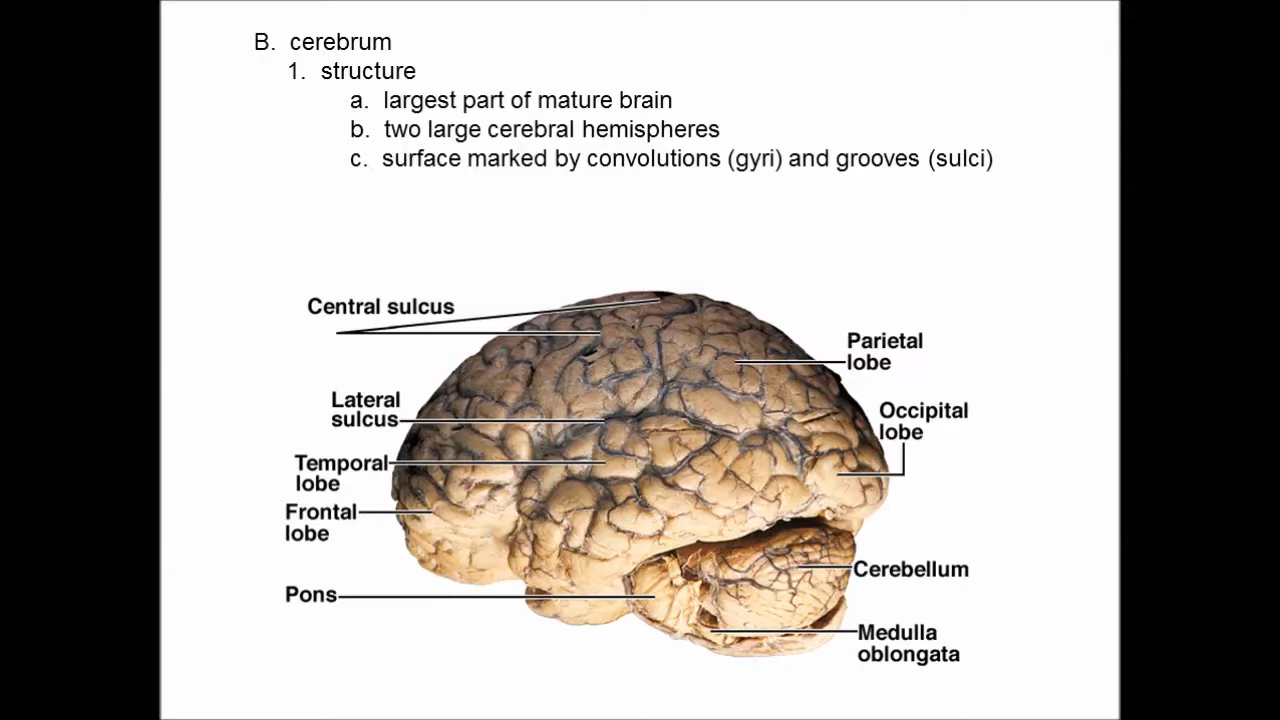 B. cerebrum
1. structure
a. largest part of mature brain
b. two large cerebral hemispheres
c. surface marked by convolutions (gyri) and grooves (sulci)
Central sulcus
Parietal
lobe
Lateral
sulcus
Occipital
lobe
Temporal
lobe
Frontal
lobe
Cerebellum
Pons
Medulla
oblongata